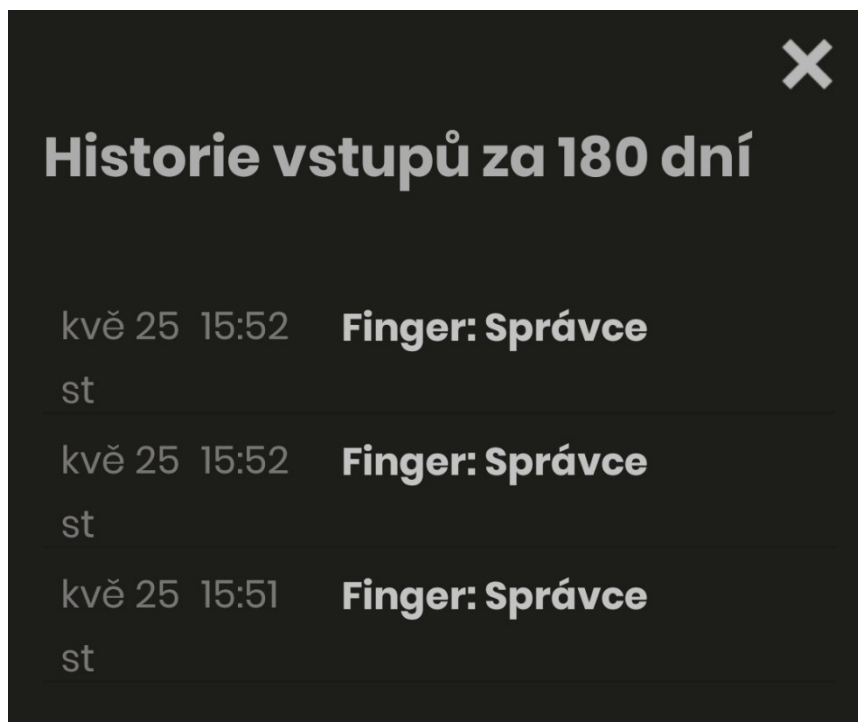 Historie vstupů za 180 dní
kvě 25 15:52 Finger: Správce
st
kvě 25 15:52 Finger: Správce
st
kvě 25 15:51 Finger: Správce
st